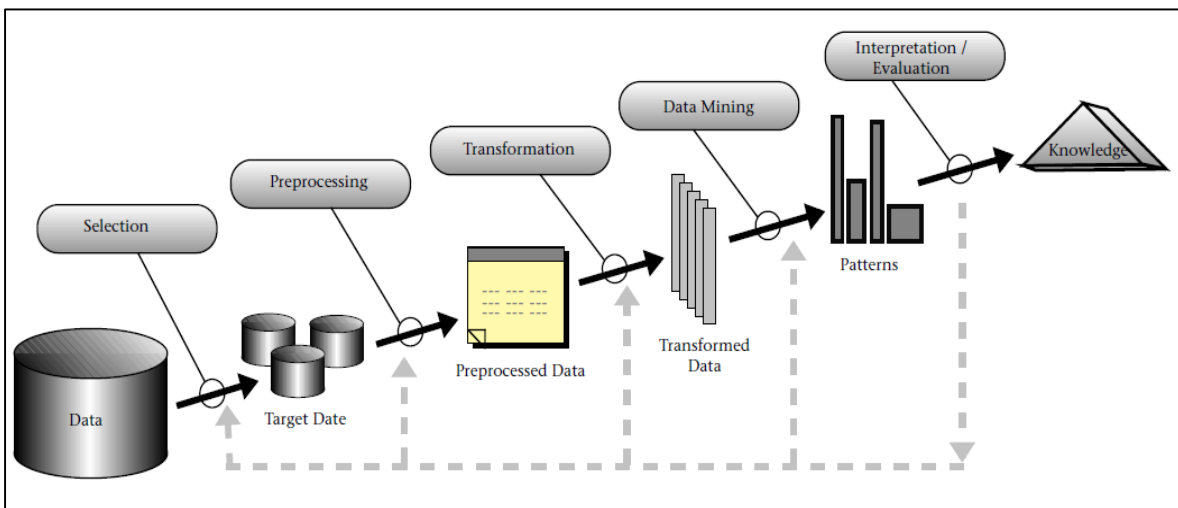 Interpretation /
Evaluation
Data Mining
Transformation
Preprocessing
Selection
Knowledge
Patterns
Transformed
Data
Preprocessed Data
Target Date
Data